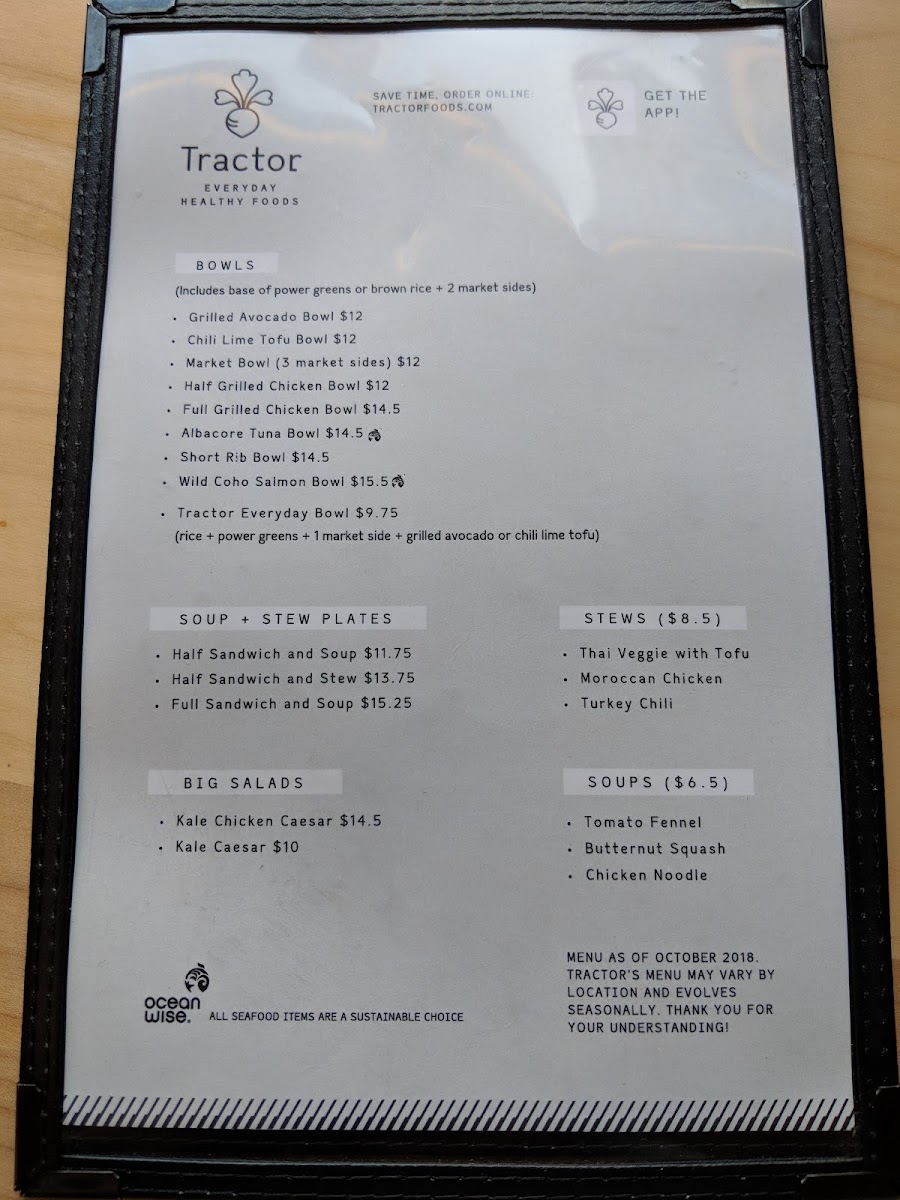 Tractor
EVERYDAY
HEALTHY FOODS
SAVE TIME, ORDER ONLINE:
TRACTORFOODS.COM
GET THE
APP!
BOWLS
(Includes base of power greens or brown rice + 2 market sides)
• Grilled Avocado Bowl $12
• Chili Lime Tofu Bowl $12
• Market Bowl (3 market sides) $12
• Half Grilled Chicken Bowl $12
• Full Grilled Chicken Bowl $14.5
• Albacore Tuna Bowl $14.5
• Short Rib Bowl $14.5
• Wild Coho Salmon Bowl $15.5
• Tractor Everyday Bowl $9.75
(rice + power greens + 1 market side + grilled avocado or chili lime tofu)
SOUP + STEW PLATES
• Half Sandwich and Soup $11.75
• Half Sandwich and Stew $13.75
• Full Sandwich and Soup $15.25
STEWS ($8.5)
• Thai Veggie with Tofu
• Moroccan Chicken
• Turkey Chili
BIG SALADS
• Kale Chicken Caesar $14.5
• Kale Caesar $10
SOUPS ($6.5)
• Tomato Fennel
• Butternut Squash
• Chicken Noodle
ocean
wise. ALL SEAFOOD ITEMS ARE A SUSTAINABLE CHOICE
MENU AS OF OCTOBER 2018.
TRACTOR'S MENU MAY VARY BY
LOCATION AND EVOLVES
SEASONALLY. THANK YOU FOR
YOUR UNDERSTANDING!